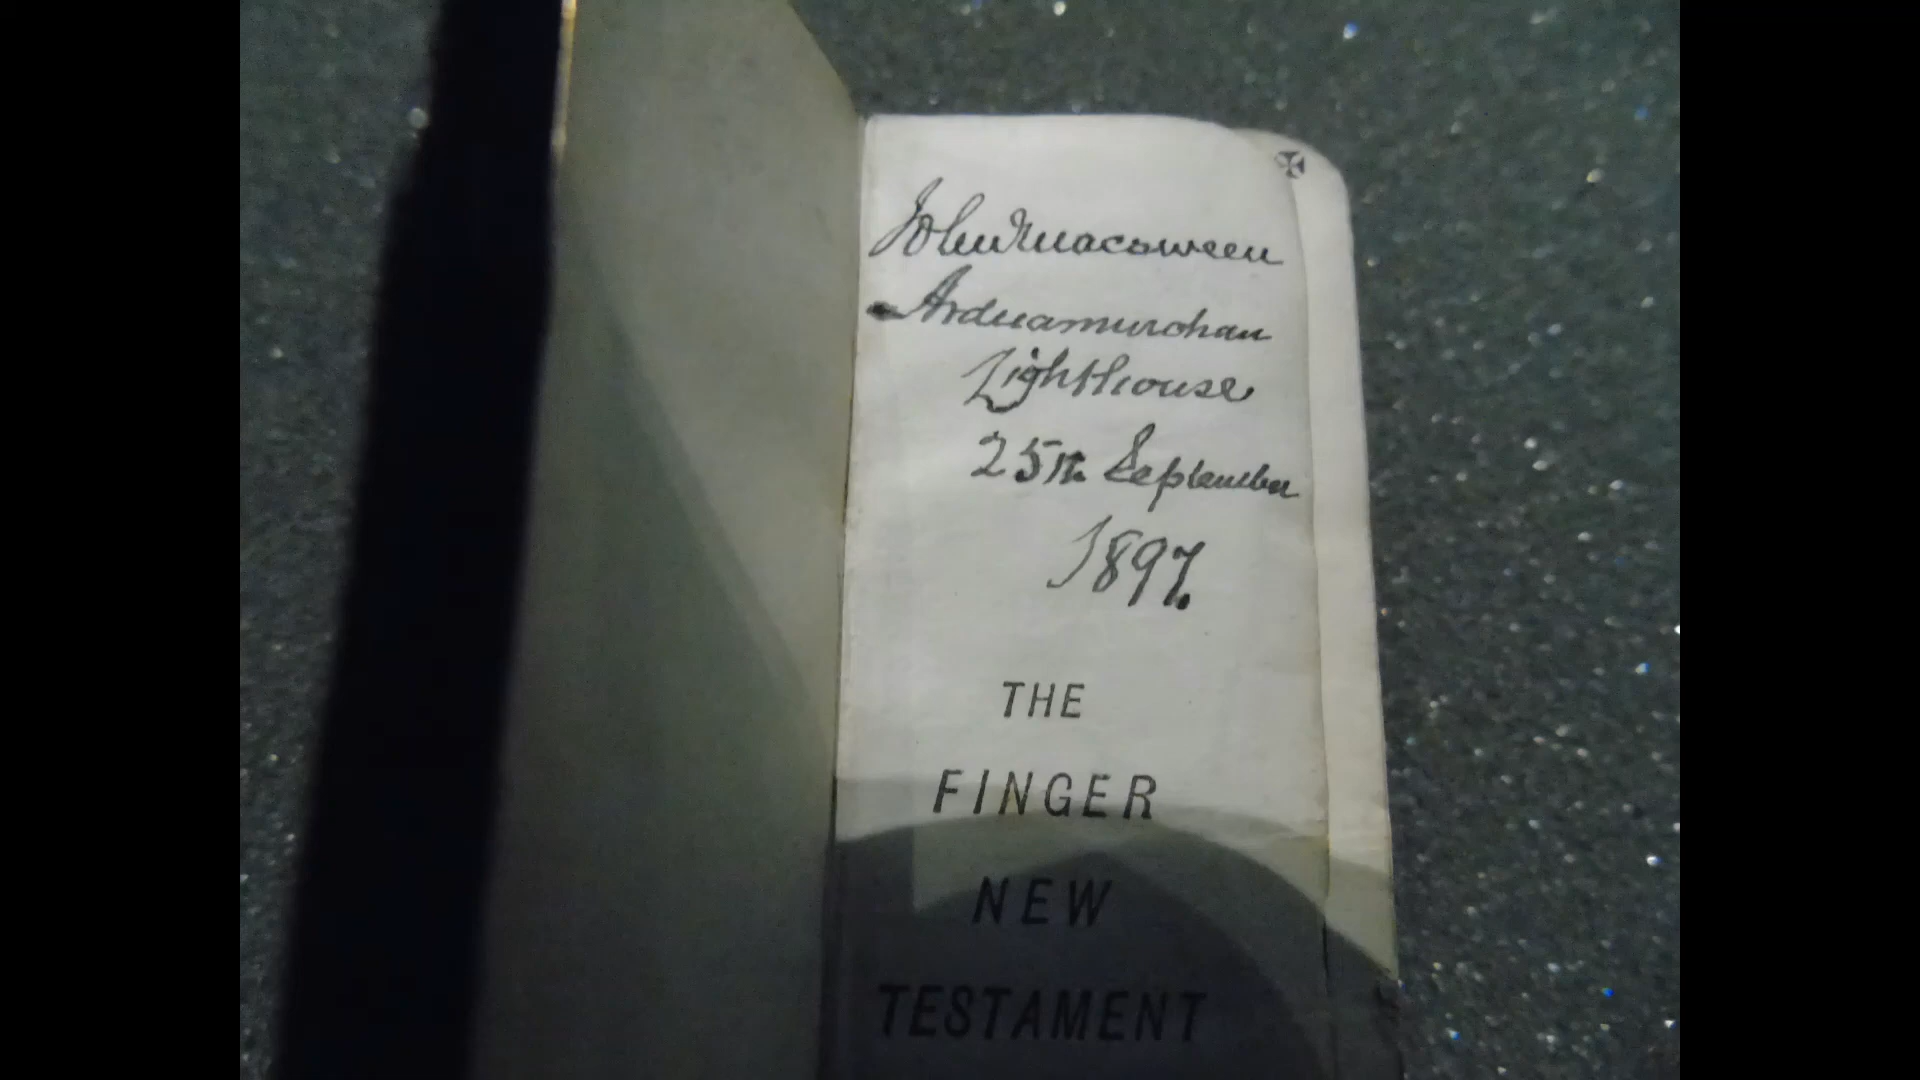 John Macsween
Ardnamurchan
Lighthouse
25th September
1897.
THE
FINGER
NEW
TESTAMENT